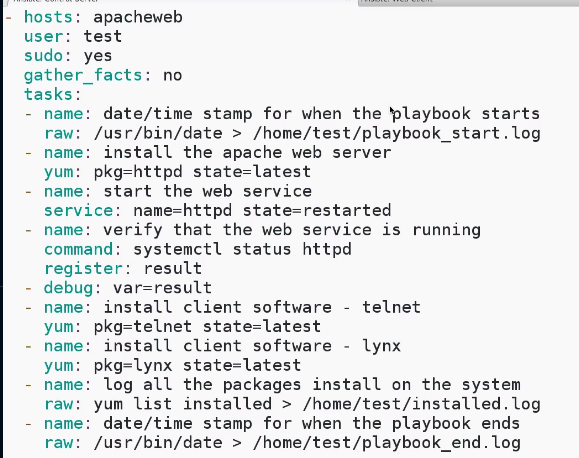 - hosts: apacheweb
  user: test
  sudo: yes
  gather_facts: no
  tasks:
  - name: date/time stamp for when the playbook starts
    raw: /usr/bin/date > /home/test/playbook_start.log
  - name: install the apache web server
    yum: pkg=httpd state=latest
  - name: start the web service
    service: name=httpd state=restarted
  - name: verify that the web service is running
    command: systemctl status httpd
    register: result
  - debug: var=result
  - name: install client software - telnet
    yum: pkg=telnet state=latest
  - name: install client software - lynx
    yum: pkg=lynx state=latest
  - name: log all the packages install on the system
    raw: yum list installed > /home/test/installed.log
  - name: date/time stamp for when the playbook ends
    raw: /usr/bin/date > /home/test/playbook_end.log